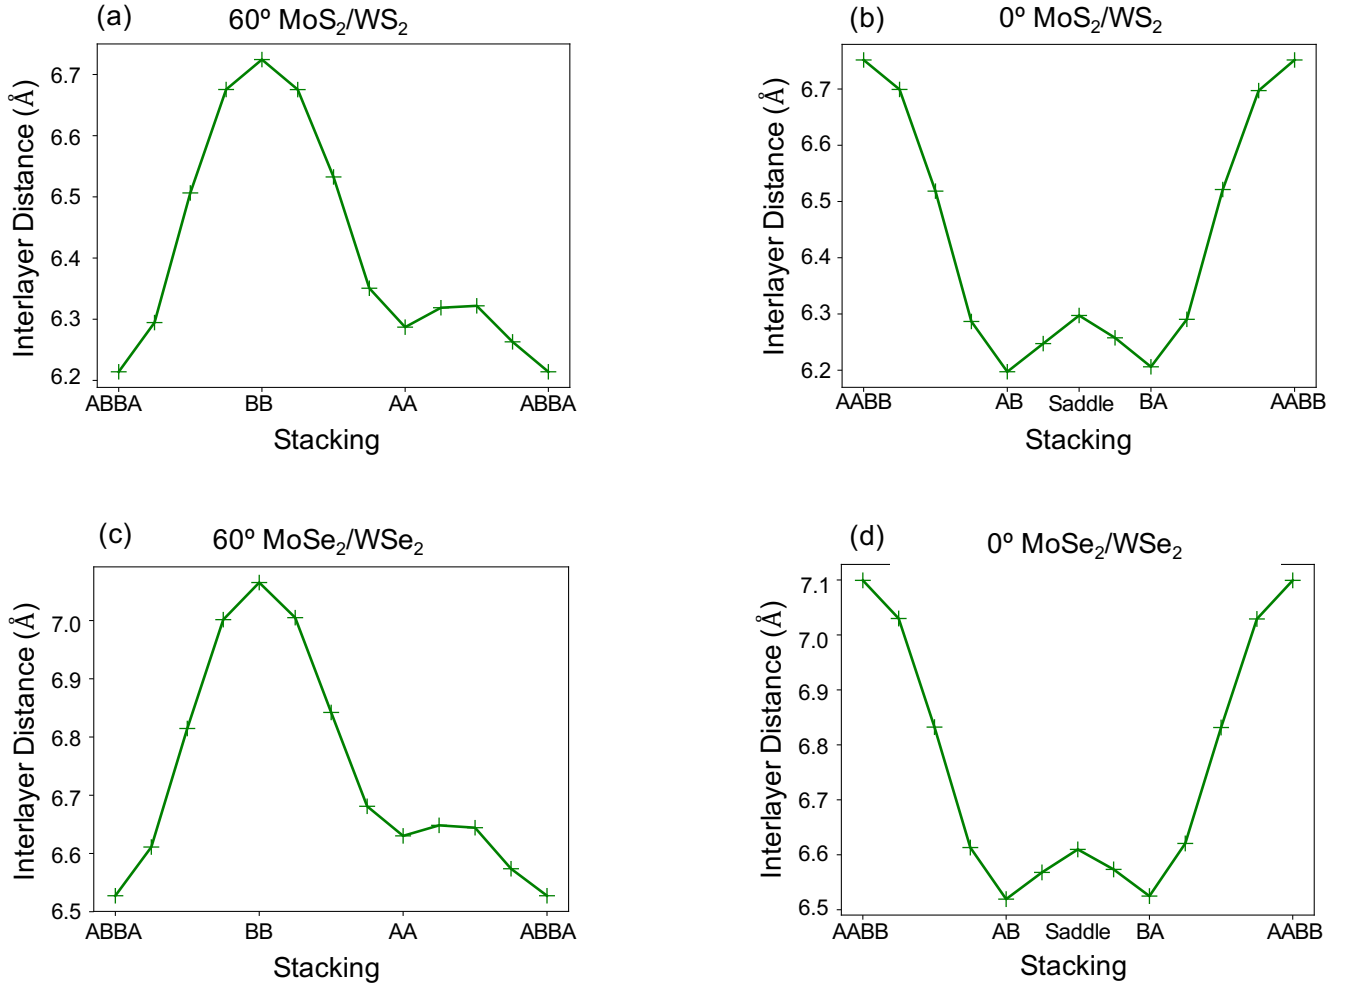 (a)
60º MoS₂/WS₂
Interlayer Distance (Å)
6.7
6.6
6.5
6.4
6.3
6.2
ABBA BB AA ABBA
Stacking
(b)
0º MoS₂/WS₂
Interlayer Distance (Å)
6.7
6.6
6.5
6.4
6.3
6.2
AABB AB Saddle BA AABB
Stacking
(c)
60º MoSe₂/WSe₂
Interlayer Distance (Å)
7.0
6.9
6.8
6.7
6.6
6.5
ABBA BB AA ABBA
Stacking
(d)
0º MoSe₂/WSe₂
Interlayer Distance (Å)
7.1
7.0
6.9
6.8
6.7
6.6
6.5
AABB AB Saddle BA AABB
Stacking